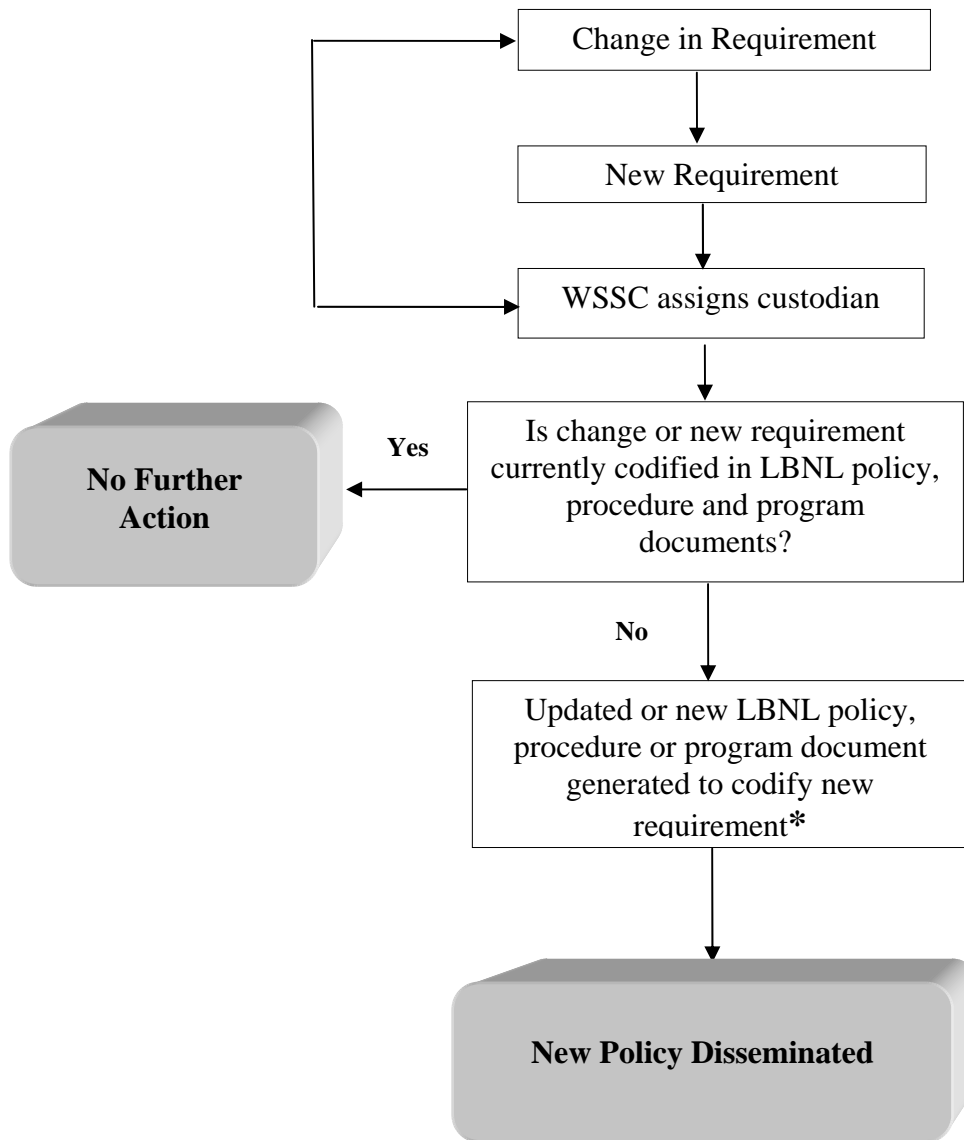 Change in Requirement
New Requirement
WSSC assigns custodian
Is change or new requirement
currently codified in LBNL policy,
procedure and program
documents?
Yes
No Further
Action
No
Updated or new LBNL policy,
procedure or program document
generated to codify new
requirement*
New Policy Disseminated